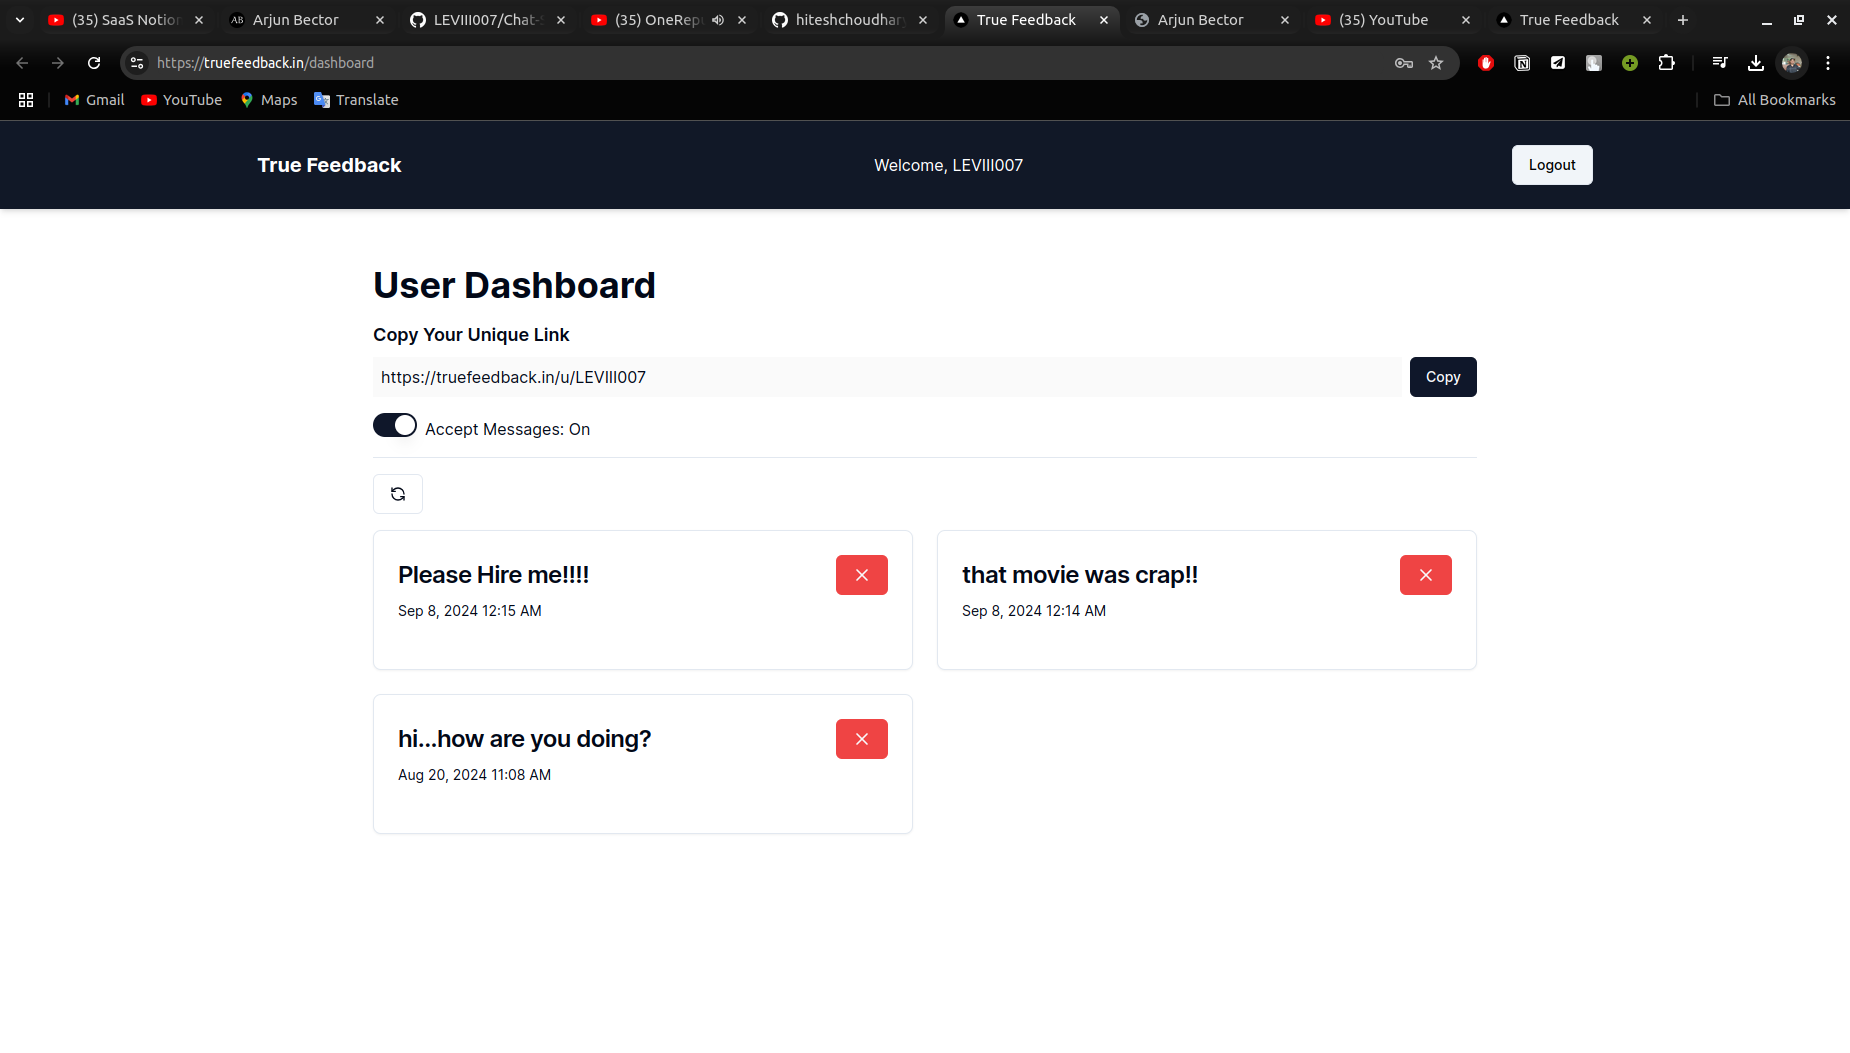 (35) SaaS Notion
AB Arjun Bector
LEVIII007/Chat-S
(35) OneRep
hiteshchoudhary
True Feedback
Arjun Bector
(35) YouTube
True Feedback
https://truefeedback.in/dashboard
Gmail
YouTube
Maps
Translate
All Bookmarks
True Feedback
Welcome, LEVIII007
Logout
User Dashboard
Copy Your Unique Link
https://truefeedback.in/u/LEVIII007
Copy
Accept Messages: On
Please Hire me!!!!
Sep 8, 2024 12:15 AM
that movie was crap!!
Sep 8, 2024 12:14 AM
hi...how are you doing?
Aug 20, 2024 11:08 AM